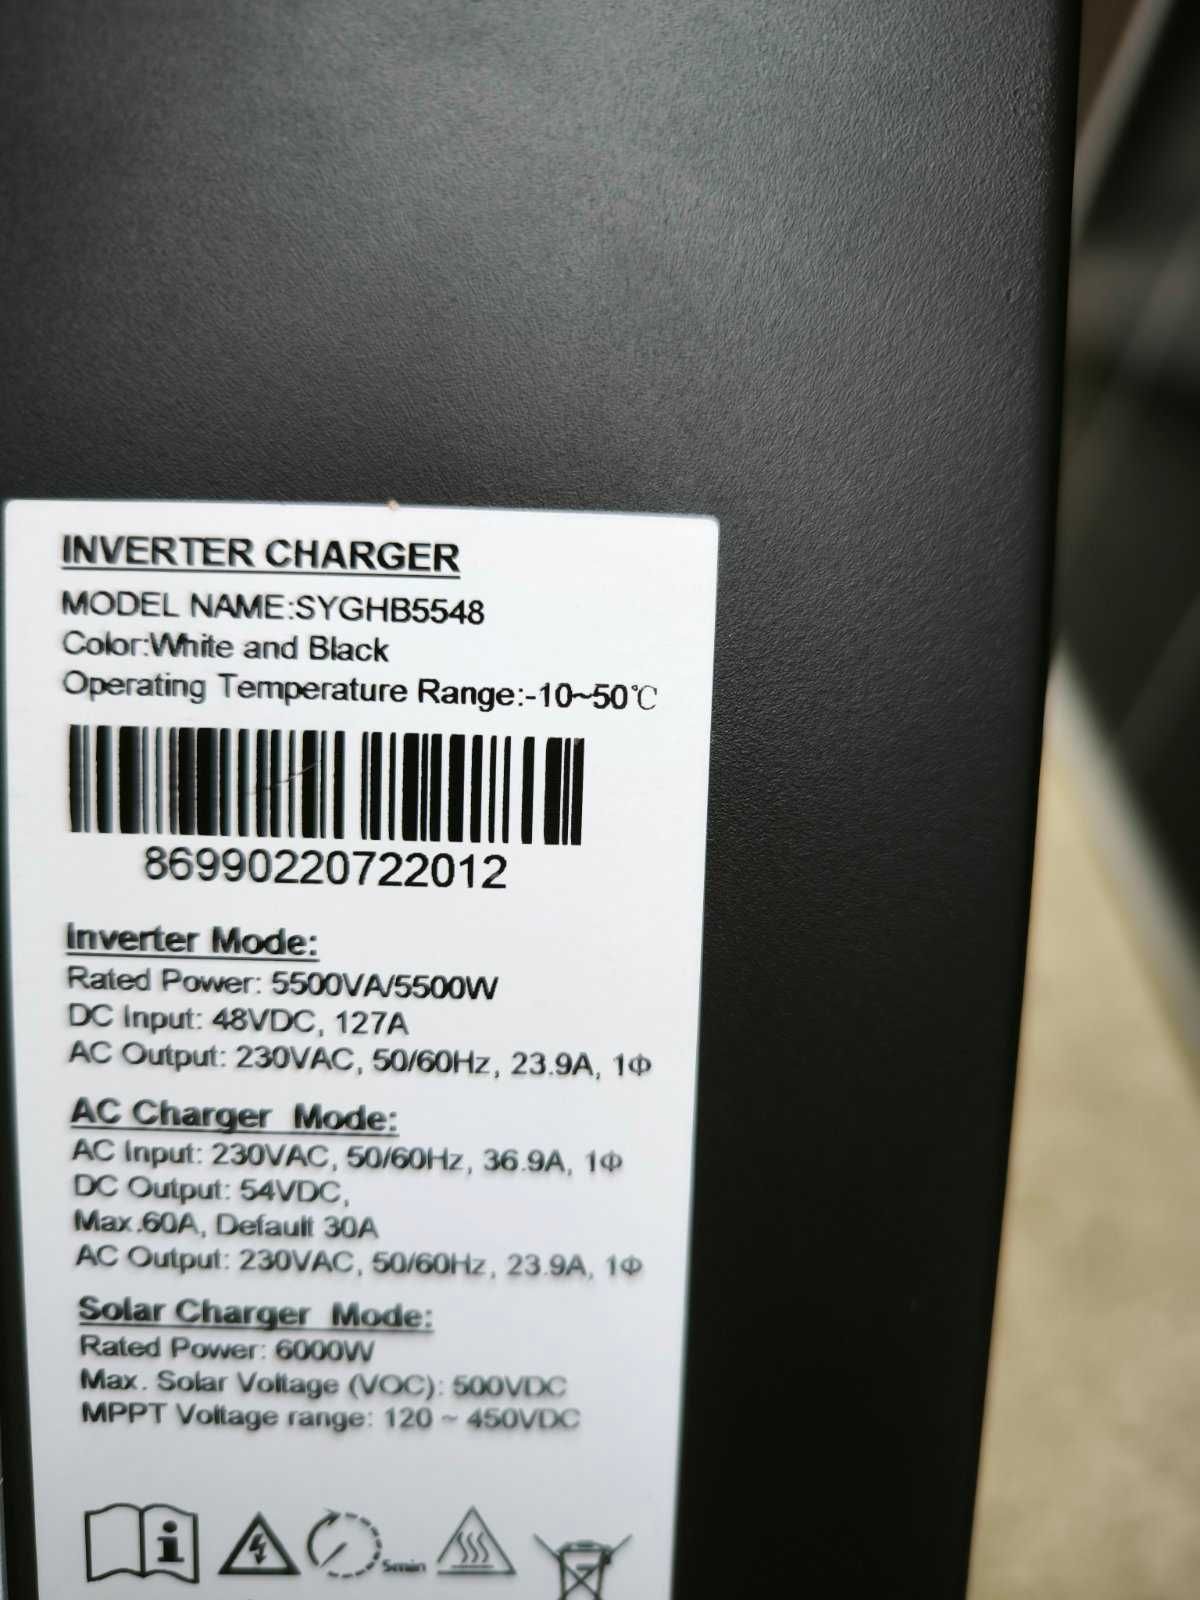 INVERTER CHARGER
MODEL NAME:SYGHB5548
Color:White and Black
Operating Temperature Range:-10~50℃
86990220722012
Inverter Mode:
Rated Power: 5500VA/5500W
DC Input: 48VDC, 127A
AC Output: 230VAC, 50/60Hz, 23.9A, 1Φ
AC Charger Mode:
AC Input: 230VAC, 50/60Hz, 36.9A, 1Φ
DC Output: 54VDC,
Max.60A, Default 30A
AC Output: 230VAC, 50/60Hz, 23.9A, 1Φ
Solar Charger Mode:
Rated Power: 6000W
Max. Solar Voltage (VOC): 500VDC
MPPT Voltage range: 120 ~ 450VDC
5min